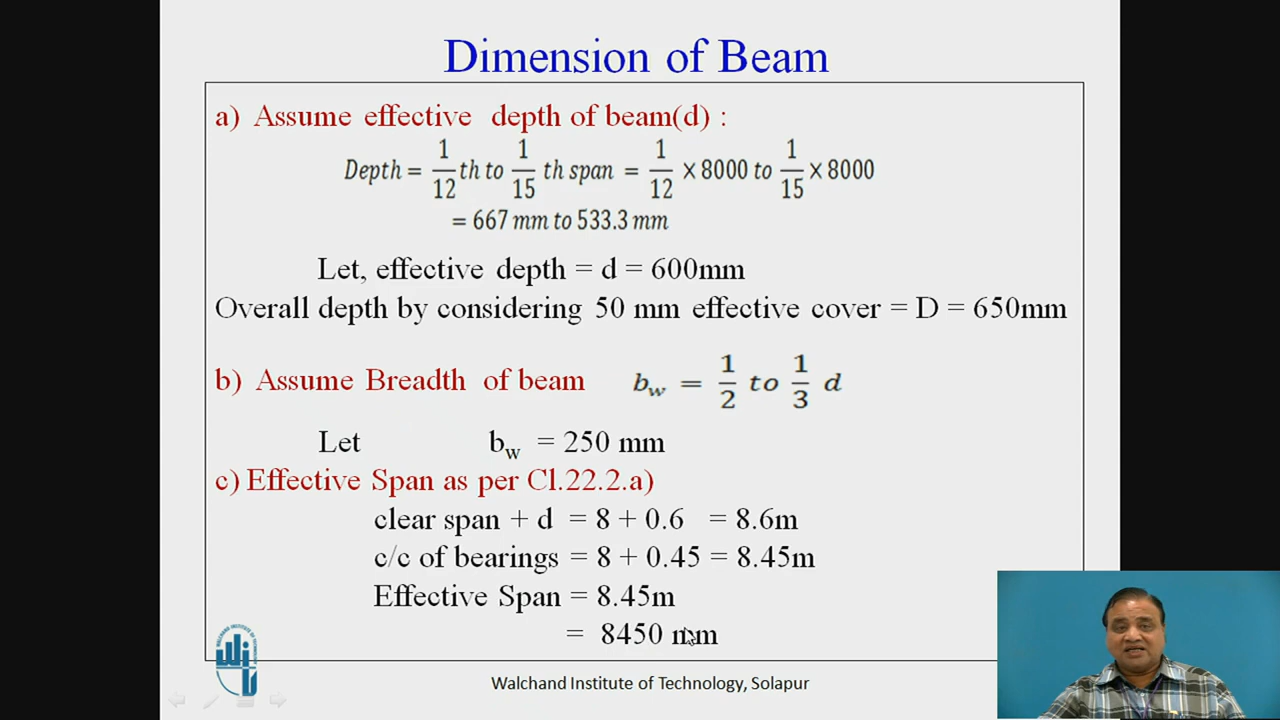 Dimension of Beam
a) Assume effective depth of beam(d) :
Depth = 1/12 th to 1/15 th span = 1/12 × 8000 to 1/15 × 8000
= 667 mm to 533.3 mm
Let, effective depth = d = 600mm
Overall depth by considering 50 mm effective cover = D = 650mm
b) Assume Breadth of beam b_w = 1/2 to 1/3 d
Let b_w = 250 mm
c) Effective Span as per Cl.22.2.a)
clear span + d = 8 + 0.6 = 8.6m
c/c of bearings = 8 + 0.45 = 8.45m
Effective Span = 8.45m
= 8450 mm
Walchand Institute of Technology, Solapur